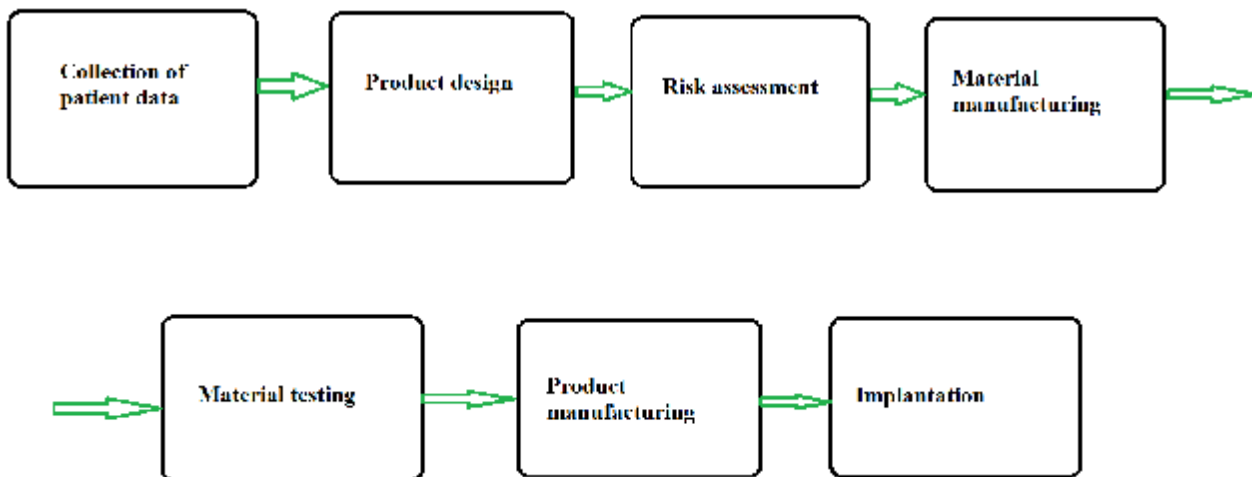 Collection of
patient data
Product design
Risk assessment
Material
manufacturing
Material testing
Product
manufacturing
Implantation